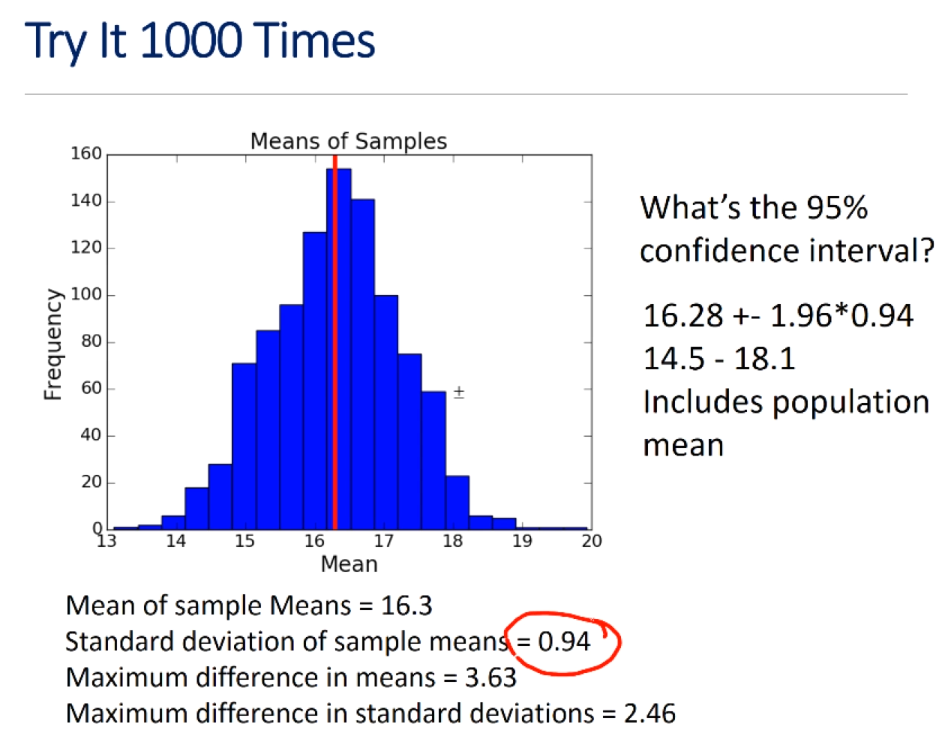 Try It 1000 Times
Means of Samples
160
140
120
100
80
60
40
20
0
Frequency
±
13 14 15 16 17 18 19 20
Mean
What's the 95%
confidence interval?
16.28 +- 1.96*0.94
14.5 - 18.1
Includes population
mean
Mean of sample Means = 16.3
Standard deviation of sample means = 0.94
Maximum difference in means = 3.63
Maximum difference in standard deviations = 2.46